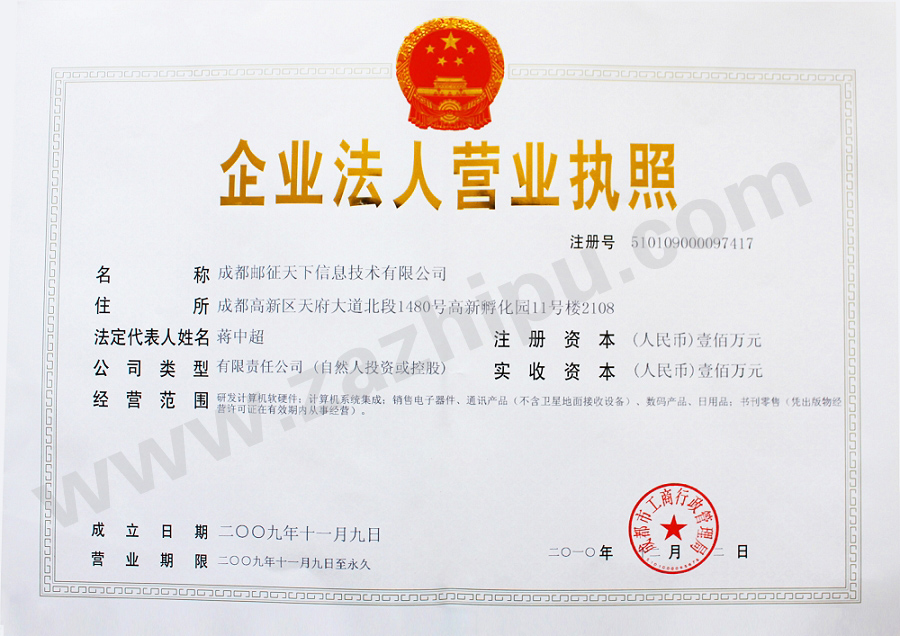 企业法人营业执照
注册号 510109000097417
名称 成都邮征天下信息技术有限公司
住所 成都高新区天府大道北段1480号高新孵化园11号楼2108
法定代表人姓名 蒋中超
注册资本 (人民币)壹佰万元
公司类型 有限责任公司 (自然人投资或控股)
实收资本 (人民币)壹佰万元
经营范围 研发计算机软硬件；计算机系统集成；销售电子器件、通讯产品（不含卫星地面接收设备）、数码产品、日用品；书刊零售（凭出版物经
营许可证在有效期内从事经营）。
成立日期 二〇〇九年十一月九日
营业期限 二〇〇九年十一月九日至永久
成都市工商行政管理局
二〇一〇年 二月 二日
www.zazhipu.com